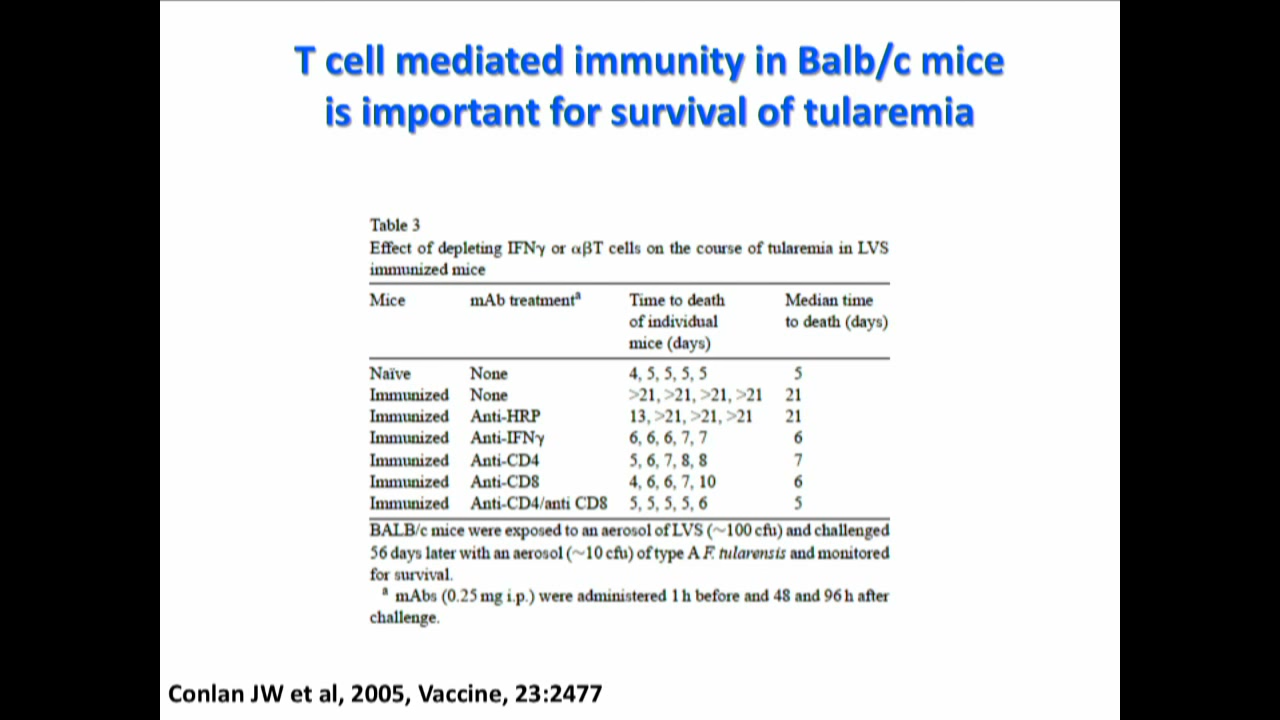 T cell mediated immunity in Balb/c mice
is important for survival of tularemia
Table 3
Effect of depleting IFNγ or αβT cells on the course of tularemia in LVS
immunized mice
Mice mAb treatmentᵃ Time to death Median time
of individual to death (days)
mice (days)
Naïve None 4, 5, 5, 5, 5 5
Immunized None >21, >21, >21, >21 21
Immunized Anti-HRP 13, >21, >21, >21 21
Immunized Anti-IFNγ 6, 6, 6, 7, 7 6
Immunized Anti-CD4 5, 6, 7, 8, 8 7
Immunized Anti-CD8 4, 6, 6, 7, 10 6
Immunized Anti-CD4/anti CD8 5, 5, 5, 5, 6 5
BALB/c mice were exposed to an aerosol of LVS (~100 cfu) and challenged
56 days later with an aerosol (~10 cfu) of type A F. tularensis and monitored
for survival.
ᵃ mAbs (0.25 mg i.p.) were administered 1 h before and 48 and 96 h after
challenge.
Conlan JW et al, 2005, Vaccine, 23:2477